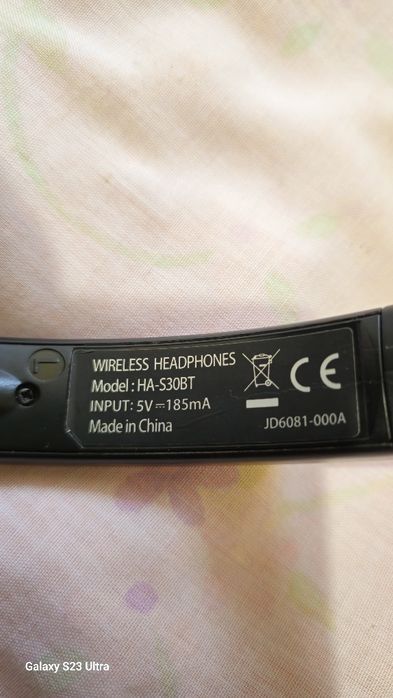 L
WIRELESS HEADPHONES
Model : HA-S30BT
INPUT: 5V⎓185mA
Made in China
CE
JD6081-000A
Galaxy S23 Ultra